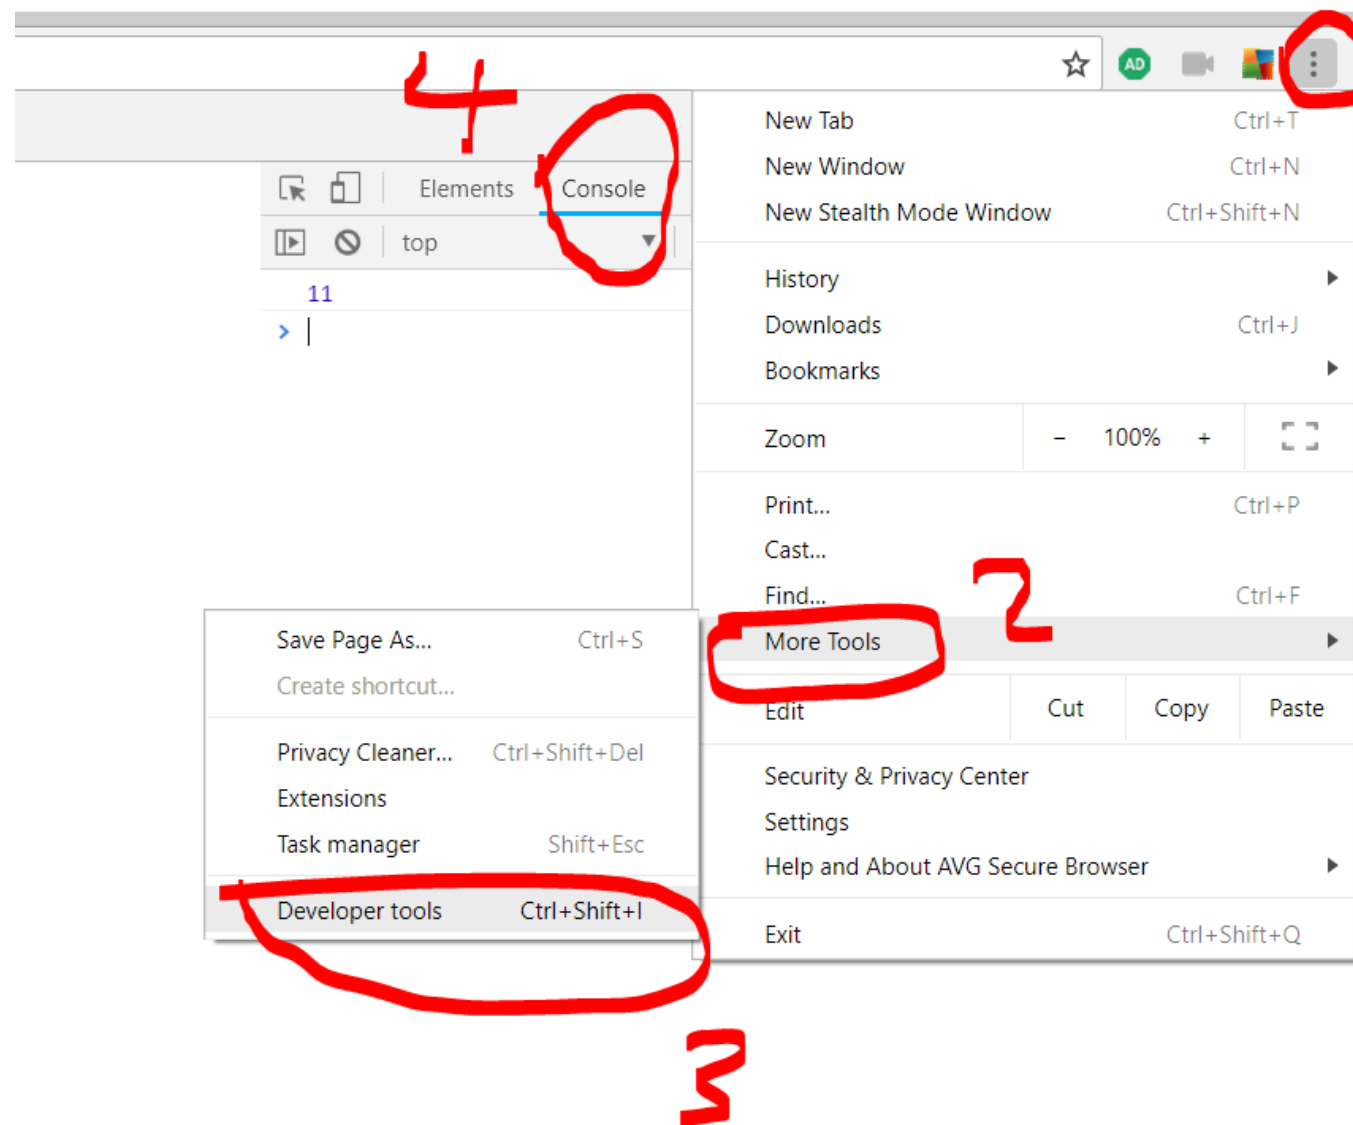 4
AD
Elements Console
top
11
>
New Tab Ctrl+T
New Window Ctrl+N
New Stealth Mode Window Ctrl+Shift+N
History
Downloads Ctrl+J
Bookmarks
Zoom - 100% +
Print... Ctrl+P
Cast...
Find... Ctrl+F
2
More Tools
Edit Cut Copy Paste
Security & Privacy Center
Settings
Help and About AVG Secure Browser
Exit Ctrl+Shift+Q
Save Page As... Ctrl+S
Create shortcut...
Privacy Cleaner... Ctrl+Shift+Del
Extensions
Task manager Shift+Esc
Developer tools Ctrl+Shift+I
3